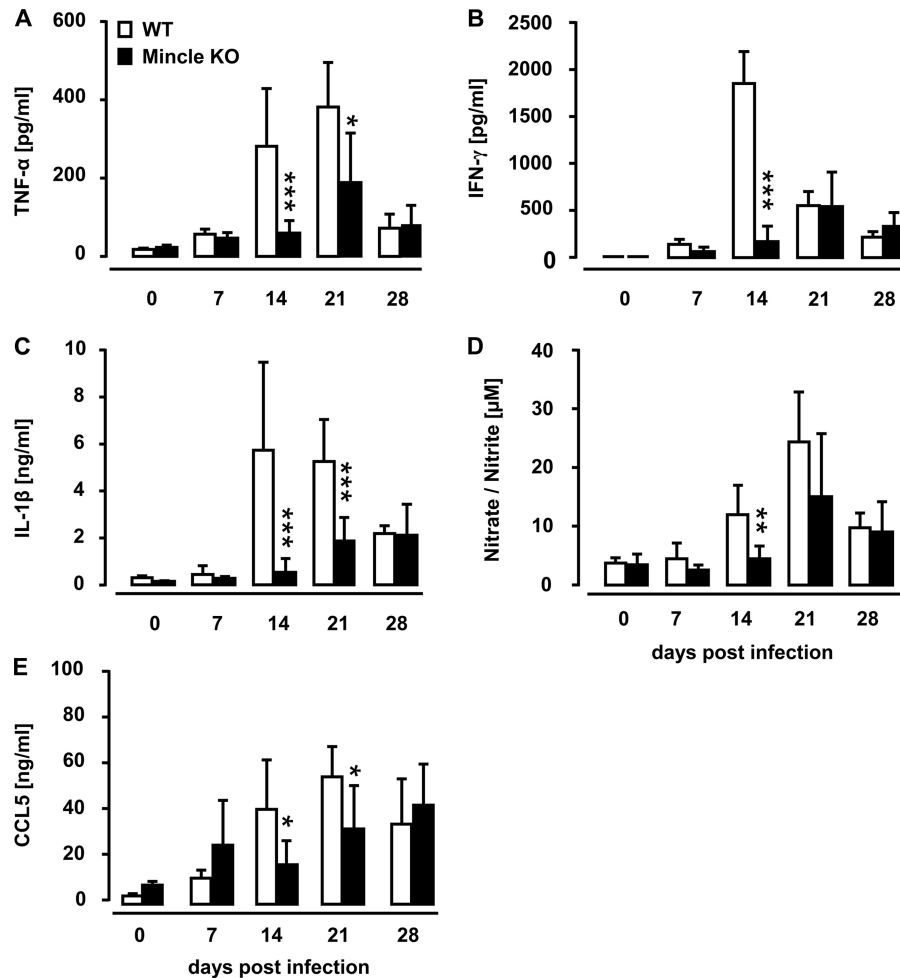 A
TNF-α [pg/ml]
600
400
200
0
WT
Mincle KO
***
*
0 7 14 21 28
B
IFN-γ [pg/ml]
2500
2000
1500
1000
500
0
***
0 7 14 21 28
C
IL-1β [ng/ml]
10
8
6
4
2
0
***
***
0 7 14 21 28
D
Nitrate / Nitrite [µM]
40
30
20
10
0
**
0 7 14 21 28
days post infection
E
CCL5 [ng/ml]
100
80
60
40
20
0
*
*
0 7 14 21 28
days post infection